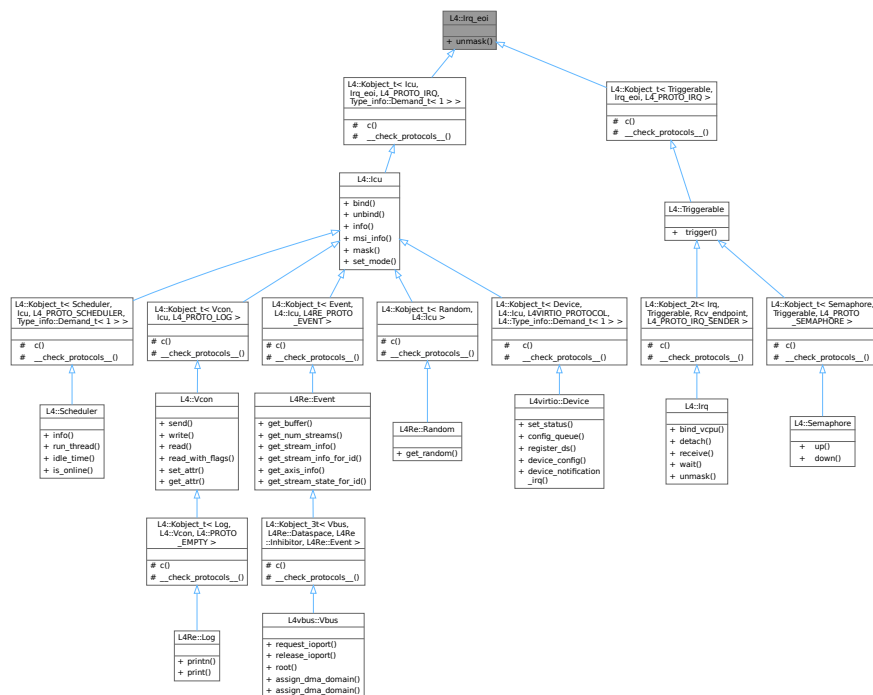 L4::Irq_eoi
+ unmask()
L4::Kobject_t< Icu,
Irq_eoi, L4_PROTO_IRQ,
Type_info::Demand_t< 1 > >
# c()
# __check_protocols__()
L4::Kobject_t< Triggerable,
Irq_eoi, L4_PROTO_IRQ >
# c()
# __check_protocols__()
L4::Icu
+ bind()
+ unbind()
+ info()
+ msi_info()
+ mask()
+ set_mode()
L4::Triggerable
+ trigger()
L4::Kobject_t< Scheduler,
Icu, L4_PROTO_SCHEDULER,
Type_info::Demand_t< 1 > >
# c()
# __check_protocols__()
L4::Kobject_t< Vcon,
Icu, L4_PROTO_LOG >
# c()
# __check_protocols__()
L4::Kobject_t< Event,
L4::Icu, L4RE_PROTO
_EVENT >
# c()
# __check_protocols__()
L4::Kobject_t< Random,
L4::Icu >
# c()
# __check_protocols__()
L4::Kobject_t< Device,
L4::Icu, L4VIRTIO_PROTOCOL,
L4::Type_info::Demand_t< 1 > >
# c()
# __check_protocols__()
L4::Kobject_2t< Irq,
Triggerable, Rcv_endpoint,
L4_PROTO_IRQ_SENDER >
# c()
# __check_protocols__()
L4::Kobject_t< Semaphore,
Triggerable, L4_PROTO
_SEMAPHORE >
# c()
# __check_protocols__()
L4::Scheduler
+ info()
+ run_thread()
+ idle_time()
+ is_online()
L4::Vcon
+ send()
+ write()
+ read()
+ read_with_flags()
+ set_attr()
+ get_attr()
L4Re::Event
+ get_buffer()
+ get_num_streams()
+ get_stream_info()
+ get_stream_info_for_id()
+ get_axis_info()
+ get_stream_state_for_id()
L4Re::Random
+ get_random()
L4virtio::Device
+ set_status()
+ config_queue()
+ register_ds()
+ device_config()
+ device_notification
_irq()
L4::Irq
+ bind_vcpu()
+ detach()
+ receive()
+ wait()
+ unmask()
L4::Semaphore
+ up()
+ down()
L4::Kobject_t< Log,
L4::Vcon, L4::PROTO
_EMPTY >
# c()
# __check_protocols__()
L4::Kobject_3t< Vbus,
L4Re::Dataspace, L4Re
::Inhibitor, L4Re::Event >
# c()
# __check_protocols__()
L4Re::Log
+ printn()
+ print()
L4vbus::Vbus
+ request_ioport()
+ release_ioport()
+ root()
+ assign_dma_domain()
+ assign_dma_domain()